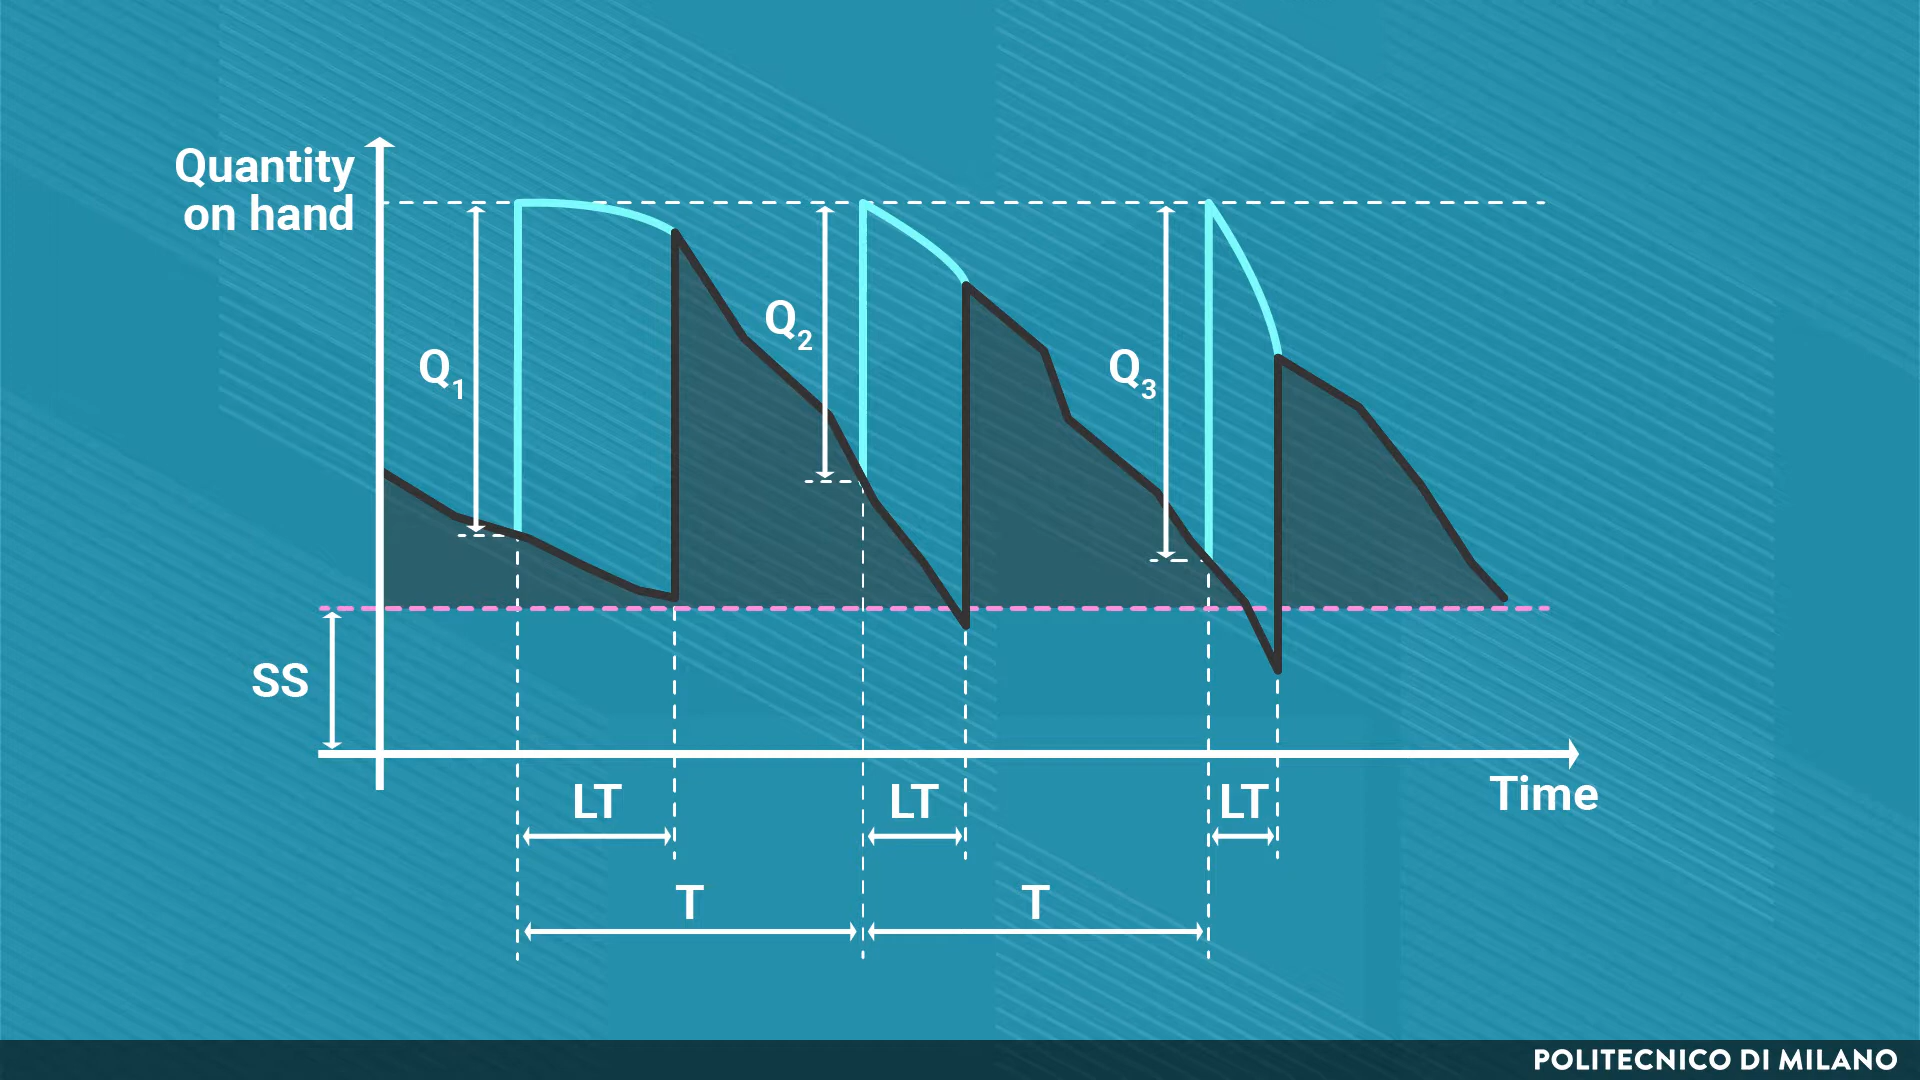 Quantity
on hand
Q1
Q2
Q3
SS
LT
LT
LT
Time
T
T
POLITECNICO DI MILANO